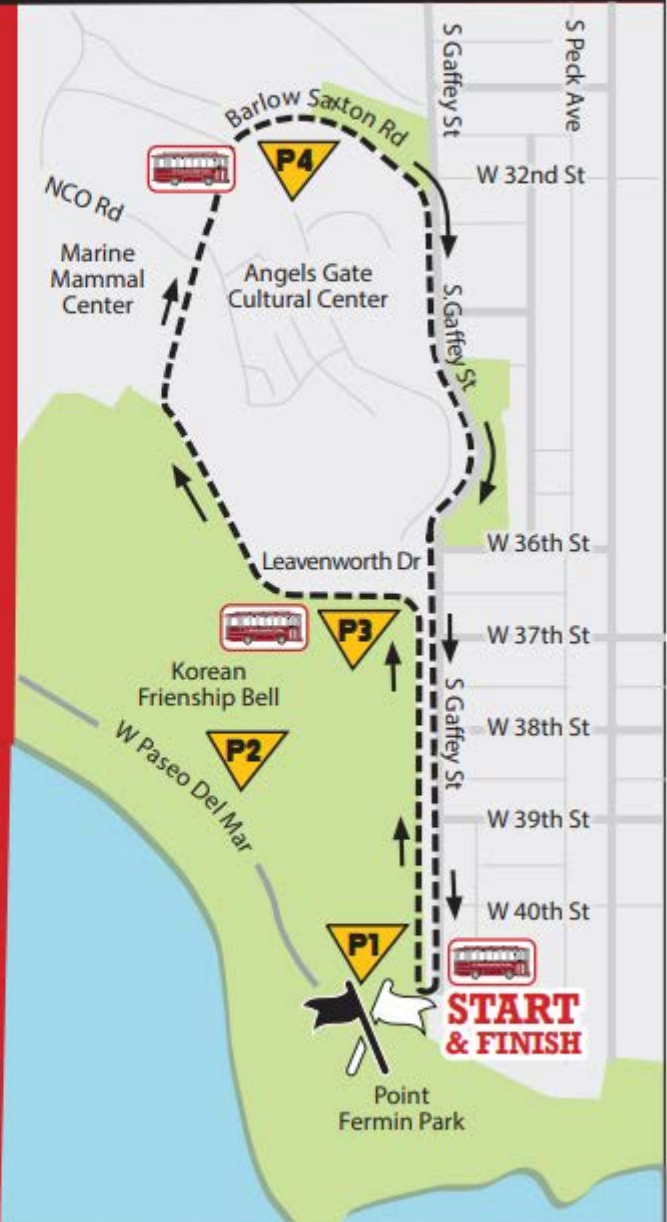 S Gaffey St
S Peck Ave
Barlow Saxton Rd
P4
W 32nd St
NCO Rd
Marine
Mammal
Center
Angels Gate
Cultural Center
S.Gaffey St.
W 36th St
Leavenworth Dr
P3
W 37th St
Korean
Frienship Bell
S Gaffey St
P2
W 38th St
W Paseo Del Mar
W 39th St
W 40th St
P1
START
& FINISH
Point
Fermin Park